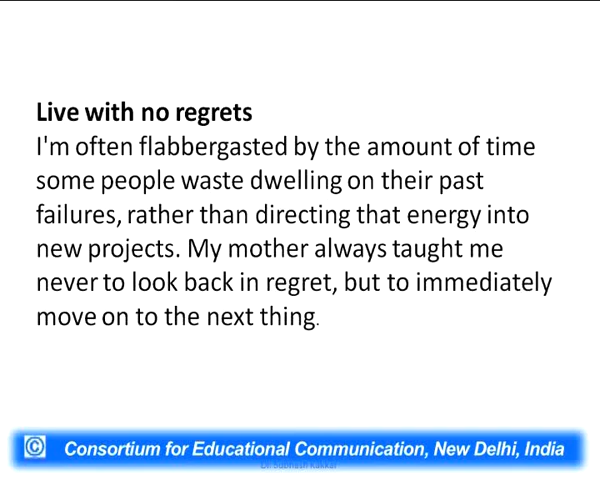 Live with no regrets
I'm often flabbergasted by the amount of time
some people waste dwelling on their past
failures, rather than directing that energy into
new projects. My mother always taught me
never to look back in regret, but to immediately
move on to the next thing.
© Consortium for Educational Communication, New Delhi, India